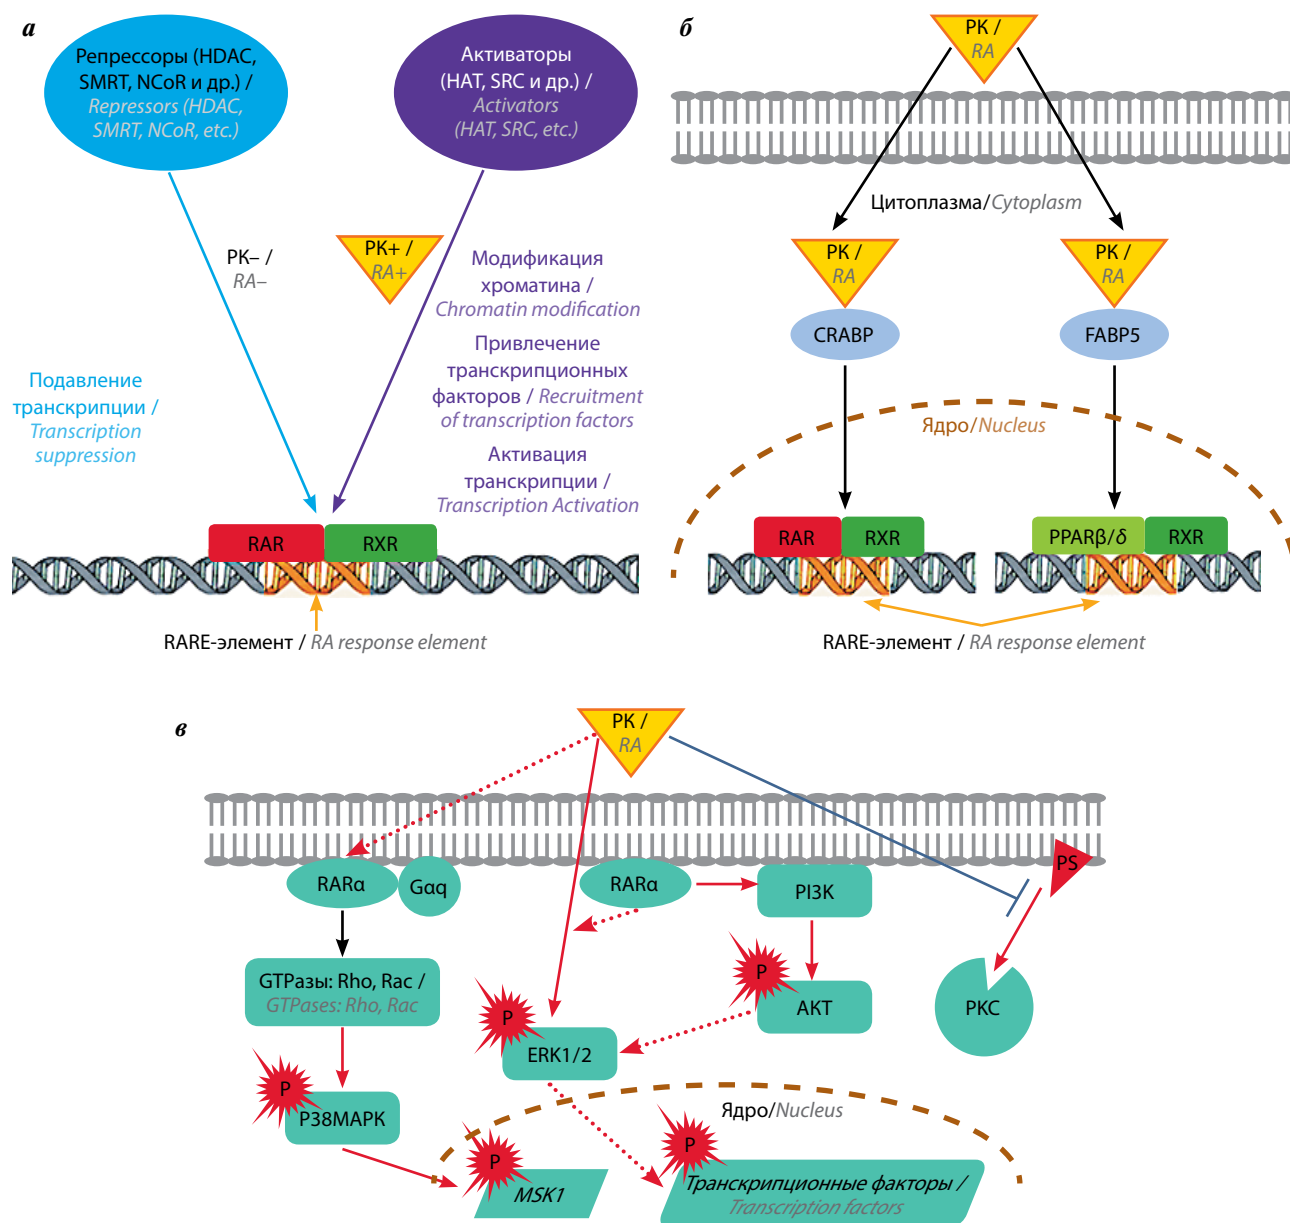 а
Репрессоры (HDAC,
SMRT, NCoR и др.) /
Repressors (HDAC,
SMRT, NCoR, etc.)
Активаторы
(HAT, SRC и др.) /
Activators
(HAT, SRC, etc.)
РК– /
RA–
РК+ /
RA+
Модификация
хроматина /
Chromatin modification
Привлечение
транскрипционных
факторов / Recruitment
of transcription factors
Активация
транскрипции /
Transcription Activation
Подавление
транскрипции /
Transcription
suppression
RAR
RXR
RARE-элемент / RA response element
б
РК /
RA
Цитоплазма/Cytoplasm
РК /
RA
РК /
RA
CRABP
FABP5
Ядро/Nucleus
RAR
RXR
PPARβ/δ
RXR
RARE-элемент / RA response element
в
РК /
RA
RARα
Gαq
RARα
PI3K
PS
GTPазы: Rho, Rac /
GTPases: Rho, Rac
P
AKT
PKC
P
ERK1/2
P
P38MAPK
Ядро/Nucleus
P
MSK1
P
Транскрипционные факторы /
Transcription factors